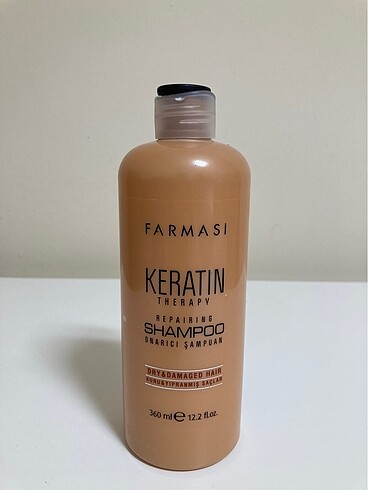 FARMASI
KERATIN
THERAPY
REPAIRING
SHAMPOO
ONARICI ŞAMPUAN
DRY&DAMAGED HAIR
KURU&YIPRANMIŞ SAÇLAR
360 ml ℮ 12.2 fl.oz.